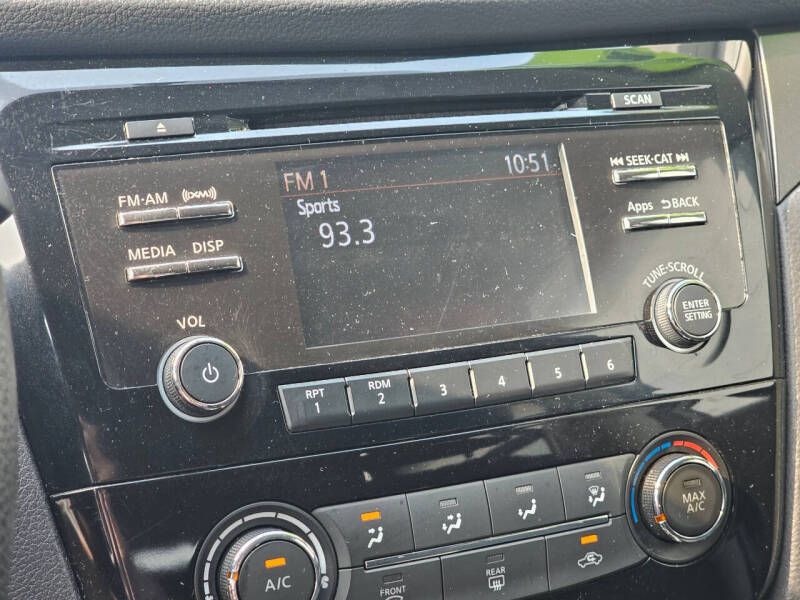 SCAN
FM 1 10:51
Sports
93.3
FM·AM ((XM))
MEDIA DISP
VOL
SEEK·CAT
Apps BACK
TUNE·SCROLL
ENTER
SETTING
RPT
1
RDM
2
3
4
5
6
MAX
A/C
A/C
FRONT
REAR